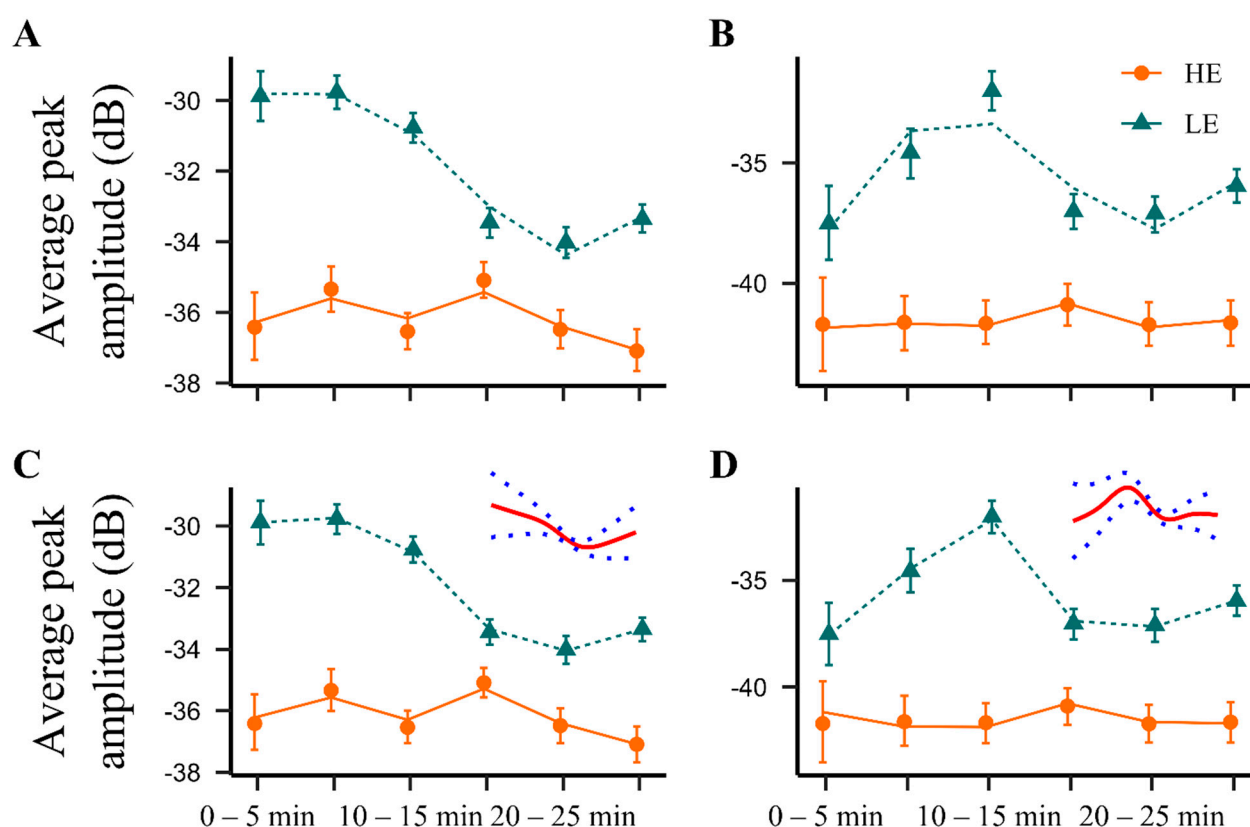 A
B
Average peak
amplitude (dB)
-30
-32
-34
-36
-38
-35
-40
HE
LE
C
D
Average peak
amplitude (dB)
-30
-32
-34
-36
-38
-35
-40
0 – 5 min 10 – 15 min 20 – 25 min
0 – 5 min 10 – 15 min 20 – 25 min